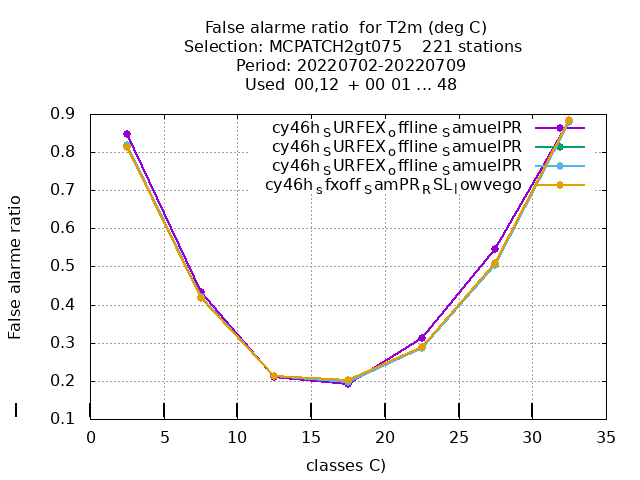 False alarme ratio  for T2m (deg C)
Selection: MCPATCH2gt075    221 stations
Period: 20220702-20220709
Used  00,12  + 00 01 ... 48
cy46h_SURFEX_offline_SamuelPR
cy46h_SURFEX_offline_SamuelPR
cy46h_SURFEX_offline_SamuelPR
cy46h_sfxoff_SamPR_RSL_lowvego
0.9
0.8
0.7
0.6
0.5
0.4
0.3
0.2
0.1
False alarme ratio
0 5 10 15 20 25 30 35
classes C)